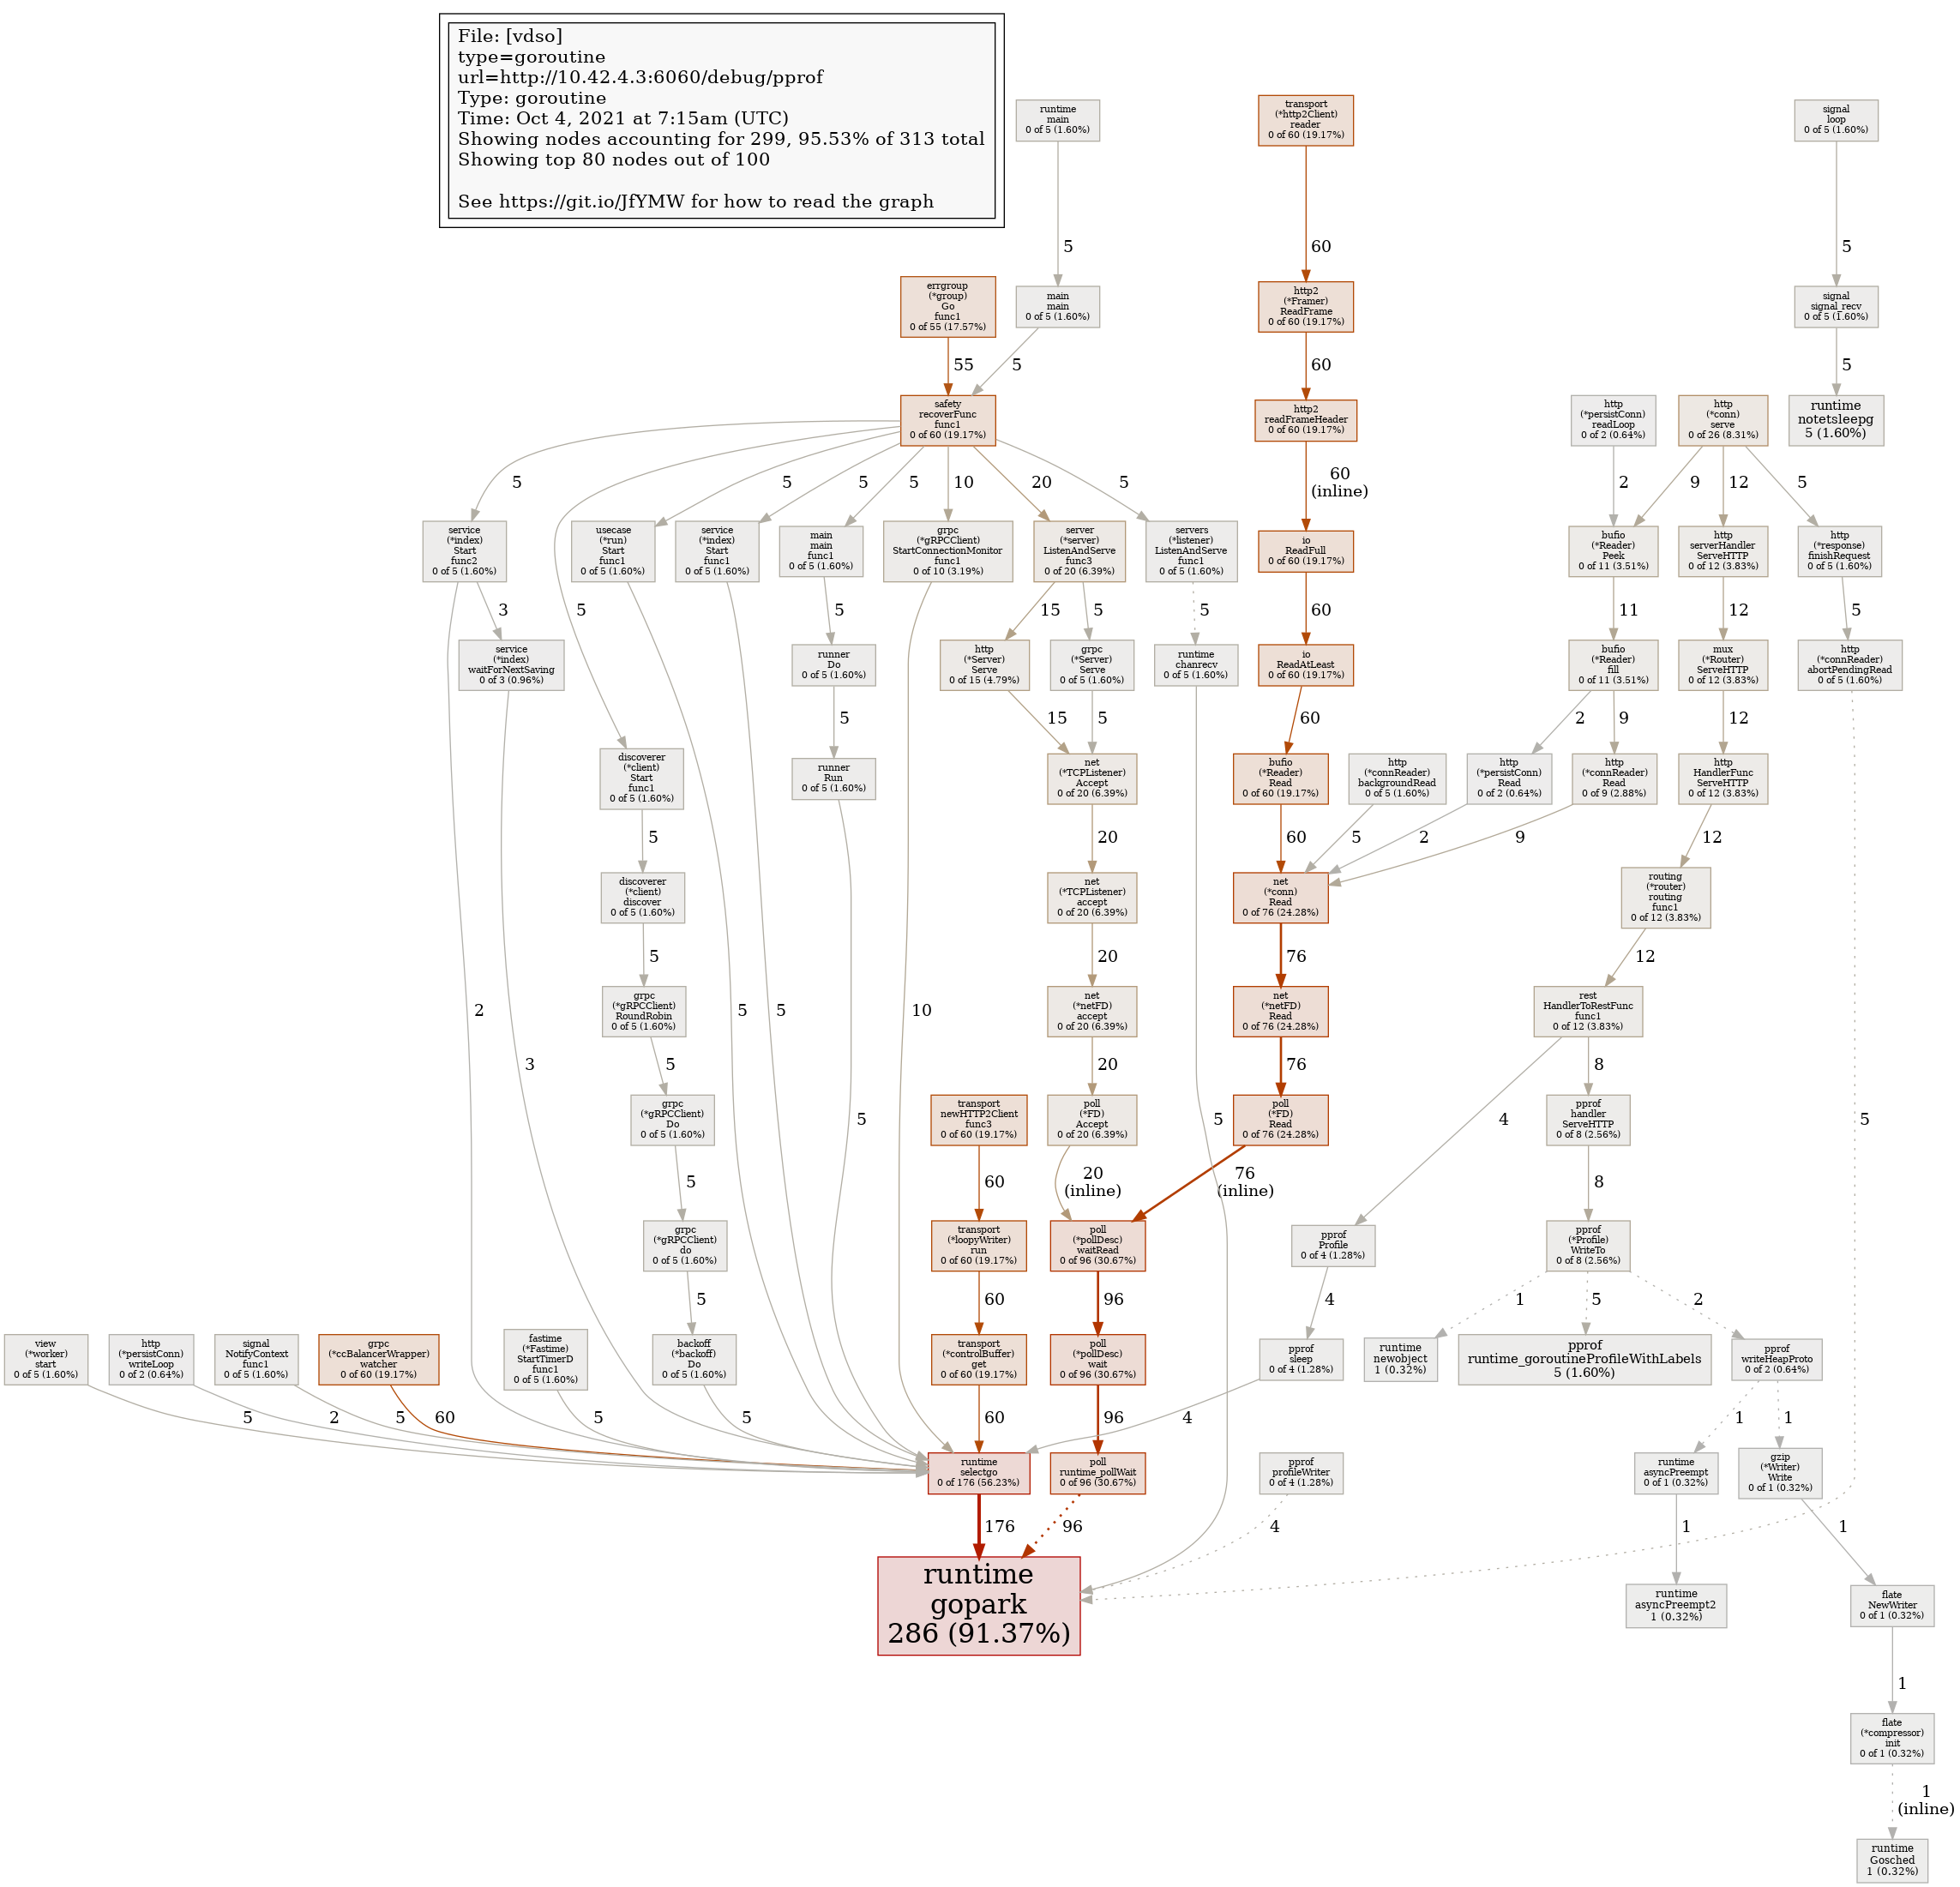 File: [vdso]
type=goroutine
url=http://10.42.4.3:6060/debug/pprof
Type: goroutine
Time: Oct 4, 2021 at 7:15am (UTC)
Showing nodes accounting for 299, 95.53% of 313 total
Showing top 80 nodes out of 100
See https://git.io/JfYMW for how to read the graph
runtime
main
0 of 5 (1.60%)
transport
(*http2Client)
reader
0 of 60 (19.17%)
signal
loop
0 of 5 (1.60%)
5
60
5
errgroup
(*group)
Go
func1
0 of 55 (17.57%)
main
main
0 of 5 (1.60%)
http2
(*Framer)
ReadFrame
0 of 60 (19.17%)
signal
signal_recv
0 of 5 (1.60%)
55
5
60
5
safety
recoverFunc
func1
0 of 60 (19.17%)
http2
readFrameHeader
0 of 60 (19.17%)
http
(*persistConn)
readLoop
0 of 2 (0.64%)
http
(*conn)
serve
0 of 26 (8.31%)
runtime
notetsleepg
5 (1.60%)
5
5
5
5
10
20
5
60
(inline)
2
9
12
5
service
(*index)
Start
func2
0 of 5 (1.60%)
usecase
(*run)
Start
func1
0 of 5 (1.60%)
service
(*index)
Start
func1
0 of 5 (1.60%)
main
main
func1
0 of 5 (1.60%)
grpc
(*gRPCClient)
StartConnectionMonitor
func1
0 of 10 (3.19%)
server
(*server)
ListenAndServe
func3
0 of 20 (6.39%)
servers
(*listener)
ListenAndServe
func1
0 of 5 (1.60%)
io
ReadFull
0 of 60 (19.17%)
bufio
(*Reader)
Peek
0 of 11 (3.51%)
http
serverHandler
ServeHTTP
0 of 12 (3.83%)
http
(*response)
finishRequest
0 of 5 (1.60%)
3
5
5
15
5
5
60
11
12
5
service
(*index)
waitForNextSaving
0 of 3 (0.96%)
runner
Do
0 of 5 (1.60%)
http
(*Server)
Serve
0 of 15 (4.79%)
grpc
(*Server)
Serve
0 of 5 (1.60%)
runtime
chanrecv
0 of 5 (1.60%)
io
ReadAtLeast
0 of 60 (19.17%)
bufio
(*Reader)
fill
0 of 11 (3.51%)
mux
(*Router)
ServeHTTP
0 of 12 (3.83%)
http
(*connReader)
abortPendingRead
0 of 5 (1.60%)
5
15
5
60
2
9
12
discoverer
(*client)
Start
func1
0 of 5 (1.60%)
runner
Run
0 of 5 (1.60%)
net
(*TCPListener)
Accept
0 of 20 (6.39%)
bufio
(*Reader)
Read
0 of 60 (19.17%)
http
(*connReader)
backgroundRead
0 of 5 (1.60%)
http
(*persistConn)
Read
0 of 2 (0.64%)
http
(*connReader)
Read
0 of 9 (2.88%)
http
HandlerFunc
ServeHTTP
0 of 12 (3.83%)
5
20
60
5
2
9
12
discoverer
(*client)
discover
0 of 5 (1.60%)
net
(*TCPListener)
accept
0 of 20 (6.39%)
net
(*conn)
Read
0 of 76 (24.28%)
routing
(*router)
routing
func1
0 of 12 (3.83%)
5
20
76
12
grpc
(*gRPCClient)
RoundRobin
0 of 5 (1.60%)
net
(*netFD)
accept
0 of 20 (6.39%)
net
(*netFD)
Read
0 of 76 (24.28%)
rest
HandlerToRestFunc
func1
0 of 12 (3.83%)
2
5
5
10
3
5
20
76
8
grpc
(*gRPCClient)
Do
0 of 5 (1.60%)
transport
newHTTP2Client
func3
0 of 60 (19.17%)
poll
(*FD)
Accept
0 of 20 (6.39%)
poll
(*FD)
Read
0 of 76 (24.28%)
pprof
handler
ServeHTTP
0 of 8 (2.56%)
5
5
4
5
5
60
20
(inline)
76
(inline)
8
grpc
(*gRPCClient)
do
0 of 5 (1.60%)
transport
(*loopyWriter)
run
0 of 60 (19.17%)
poll
(*pollDesc)
waitRead
0 of 96 (30.67%)
pprof
Profile
0 of 4 (1.28%)
pprof
(*Profile)
WriteTo
0 of 8 (2.56%)
5
60
96
4
1
5
2
view
(*worker)
start
0 of 5 (1.60%)
http
(*persistConn)
writeLoop
0 of 2 (0.64%)
signal
NotifyContext
func1
0 of 5 (1.60%)
grpc
(*ccBalancerWrapper)
watcher
0 of 60 (19.17%)
fastime
(*Fastime)
StartTimerD
func1
0 of 5 (1.60%)
backoff
(*backoff)
Do
0 of 5 (1.60%)
transport
(*controlBuffer)
get
0 of 60 (19.17%)
poll
(*pollDesc)
wait
0 of 96 (30.67%)
pprof
sleep
0 of 4 (1.28%)
runtime
newobject
1 (0.32%)
pprof
runtime_goroutineProfileWithLabels
5 (1.60%)
pprof
writeHeapProto
0 of 2 (0.64%)
5
2
5
60
5
5
60
96
4
1
1
runtime
selectgo
0 of 176 (56.23%)
poll
runtime_pollWait
0 of 96 (30.67%)
pprof
profileWriter
0 of 4 (1.28%)
runtime
asyncPreempt
0 of 1 (0.32%)
gzip
(*Writer)
Write
0 of 1 (0.32%)
176
96
4
1
1
runtime
gopark
286 (91.37%)
runtime
asyncPreempt2
1 (0.32%)
flate
NewWriter
0 of 1 (0.32%)
1
flate
(*compressor)
init
0 of 1 (0.32%)
1
(inline)
runtime
Gosched
1 (0.32%)